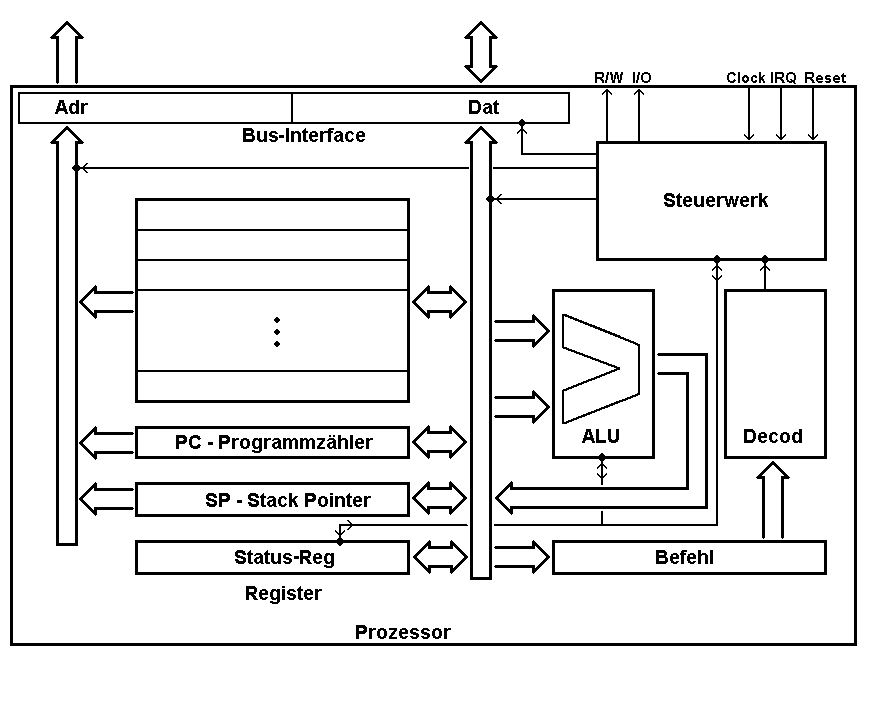 R/W I/O Clock IRQ Reset
Adr Dat
Bus-Interface
Steuerwerk
PC - Programmzähler
ALU
Decod
SP - Stack Pointer
Status-Reg
Befehl
Register
Prozessor